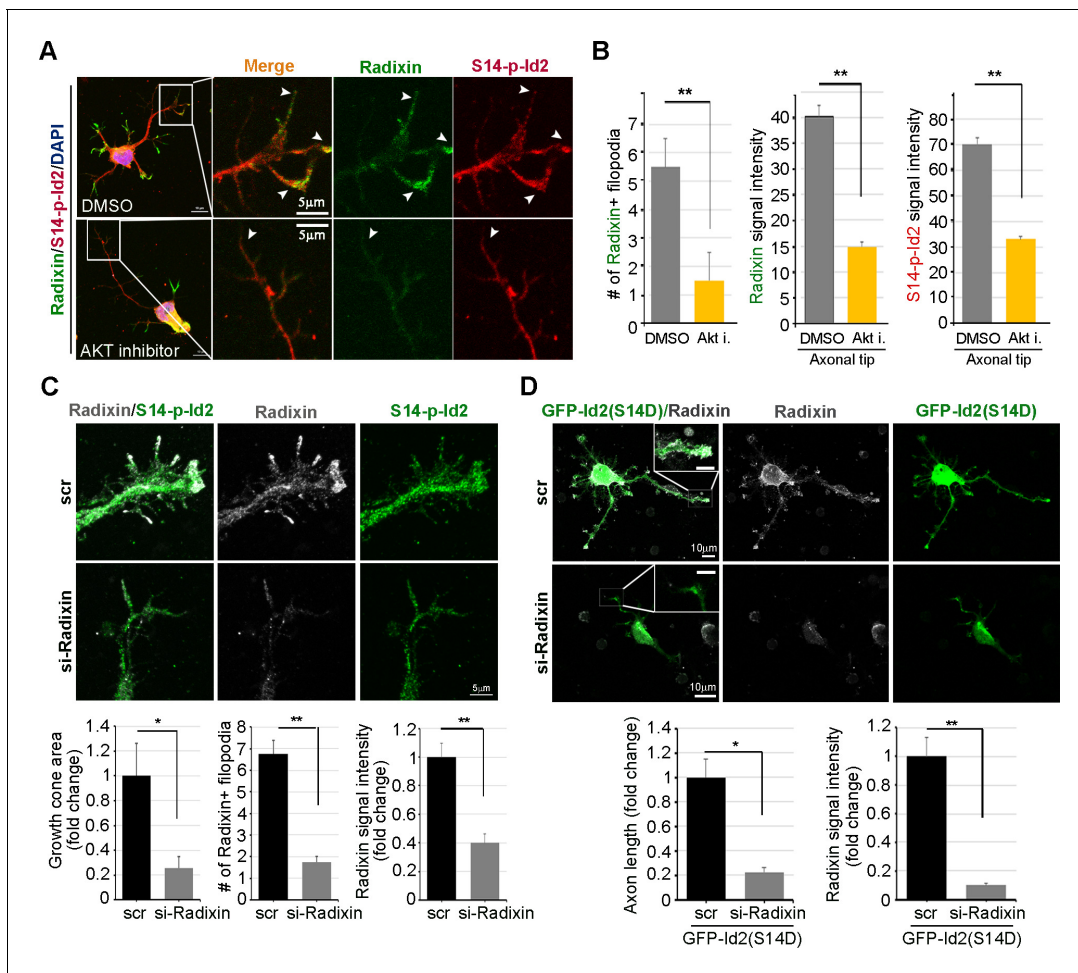 A
Merge
Radixin
S14-p-Id2
Radixin/S14-p-Id2/DAPI
DMSO
5µm
5µm
AKT inhibitor
B
# of Radixin+ filopodia
7
6
5
4
3
2
1
0
**
DMSO Akt i.
Radixin signal intensity
40
35
30
25
20
15
10
5
0
**
DMSO Akt i.
Axonal tip
S14-p-Id2 signal intensity
80
70
60
50
40
30
20
10
0
**
DMSO Akt i.
Axonal tip
C
Radixin/S14-p-Id2
Radixin
S14-p-Id2
scr
si-Radixin
5µm
Growth cone area
(fold change)
1.4
1.2
1
0.8
0.6
0.4
0.2
0
*
scr si-Radixin
# of Radixin+ filopodia
8
7
6
5
4
3
2
1
0
**
scr si-Radixin
Radixin signal intensity
(fold change)
1.2
1
0.8
0.6
0.4
0.2
0
**
scr si-Radixin
D
GFP-Id2(S14D)/Radixin
Radixin
GFP-Id2(S14D)
scr
10µm
si-Radixin
10µm
Axon length (fold change)
1.4
1.2
1
0.8
0.6
0.4
0.2
0
*
scr si-Radixin
GFP-Id2(S14D)
Radixin signal intensity
(fold change)
1.2
1
0.8
0.6
0.4
0.2
0
**
scr si-Radixin
GFP-Id2(S14D)